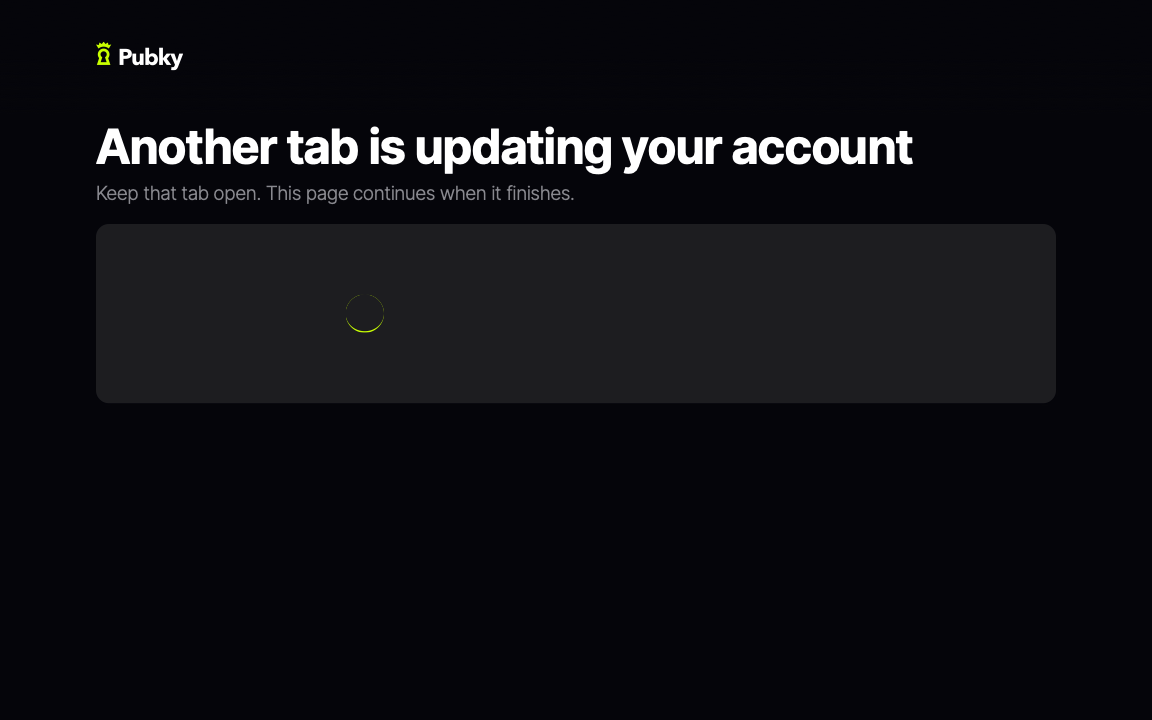 Pubky
Another tab is updating your account
Keep that tab open. This page continues when it finishes.